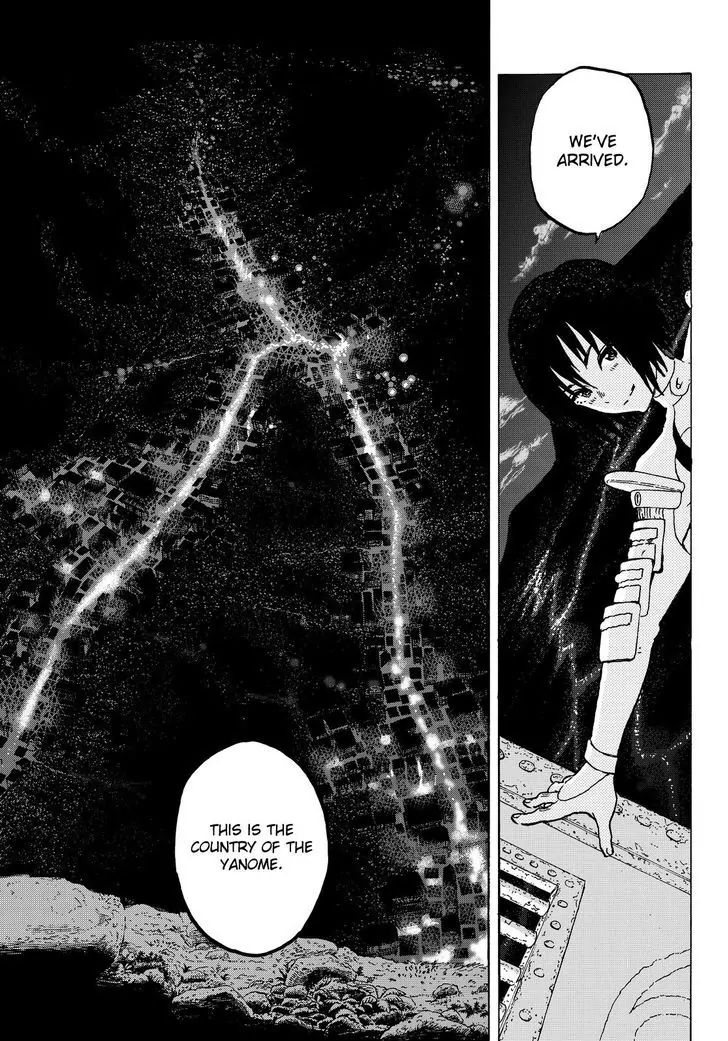 WE'VE
ARRIVED.
THIS IS THE
COUNTRY OF THE
YANOME.